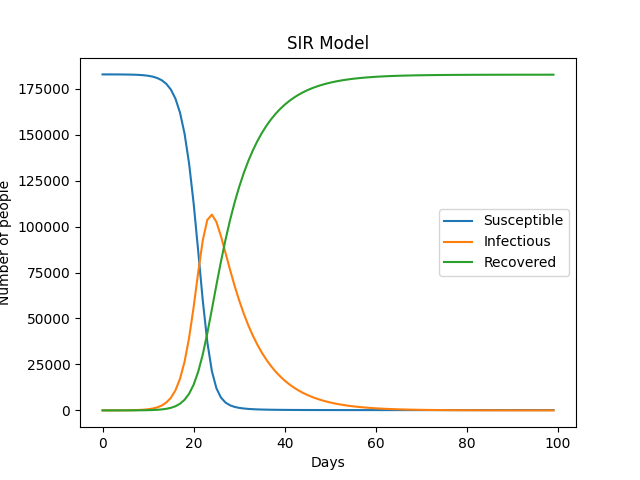 SIR Model
175000
150000
125000
100000
75000
50000
25000
0
Number of people
0 20 40 60 80 100
Days
Susceptible
Infectious
Recovered